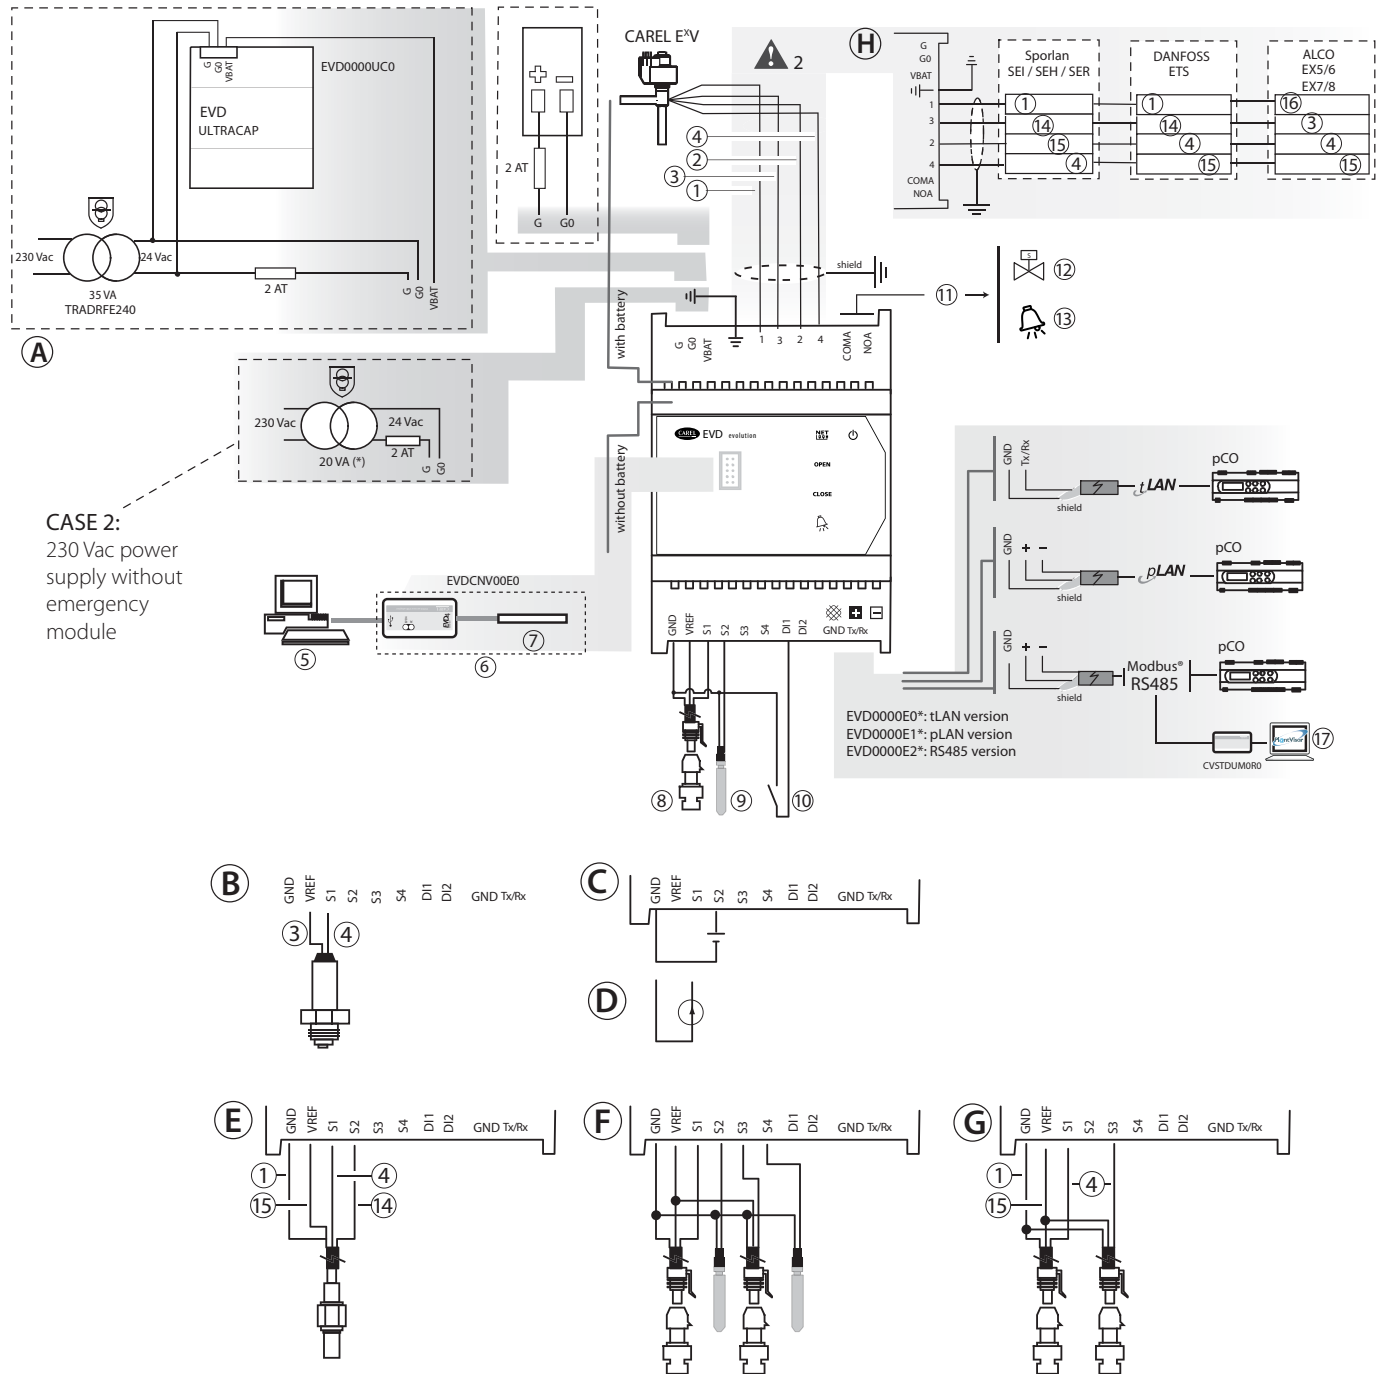 G
G0
VBAT
EVD0000UC0
EVD
ULTRACAP
230 Vac
24 Vac
35 VA
TRADRFE240
2 AT
G
G0
VBAT
A
2 AT
G
G0
CAREL EXV
2
4
2
3
1
shield
with battery
without battery
H
G
G0
VBAT
1
3
2
4
COMA
NOA
Sporlan
SEI / SEH / SER
1
14
15
4
DANFOSS
ETS
1
14
4
15
ALCO
EX5/6
EX7/8
16
3
4
15
11
S
12
13
230 Vac
24 Vac
2 AT
20 VA (*)
G
G0
CASE 2:
230 Vac power
supply without
emergency
module
G
G0
VBAT
1
3
2
4
COMA
NOA
CAREL
EVD evolution
NET
OPEN
CLOSE
EVDCNV00E0
EVD4
5
6
7
GND
VREF
S1
S2
S3
S4
DI1
DI2
GND Tx/Rx
8
9
10
GND
Tx/Rx
shield
tLAN
pCO
GND
shield
pLAN
pCO
GND
shield
Modbus®
RS485
pCO
EVD0000E0*: tLAN version
EVD0000E1*: pLAN version
EVD0000E2*: RS485 version
CVSTDUM0R0
PlantVisor
17
B
GND
VREF
S1
S2
S3
S4
DI1
DI2
GND Tx/Rx
3
4
C
GND
VREF
S1
S2
S3
S4
DI1
DI2
GND Tx/Rx
D
E
GND
VREF
S1
S2
S3
S4
DI1
DI2
GND Tx/Rx
1
15
4
14
F
GND
VREF
S1
S2
S3
S4
DI1
DI2
GND Tx/Rx
G
GND
VREF
S1
S2
S3
S4
DI1
DI2
GND Tx/Rx
1
15
4